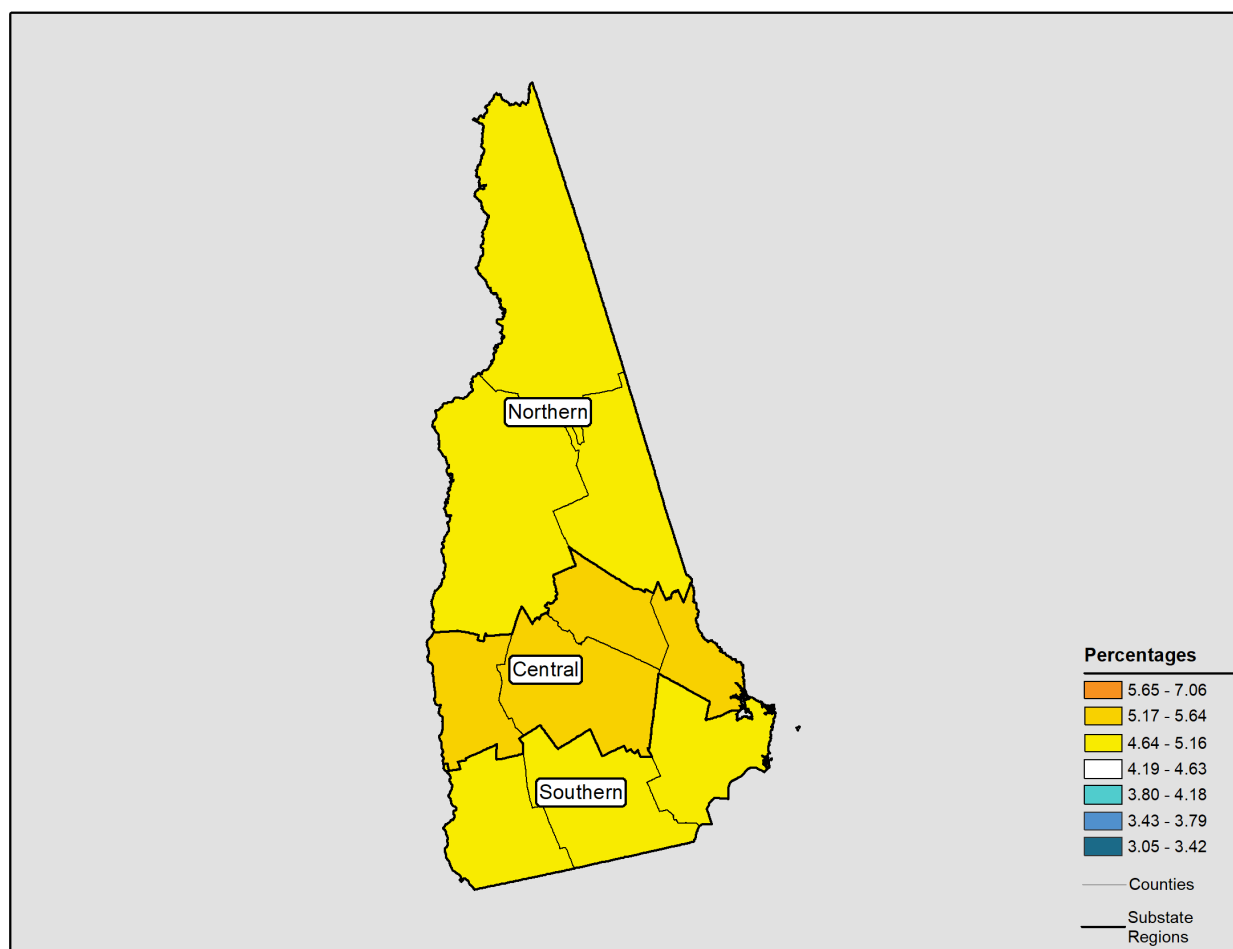 Northern
Central
Southern
Percentages
5.65 - 7.06
5.17 - 5.64
4.64 - 5.16
4.19 - 4.63
3.80 - 4.18
3.43 - 3.79
3.05 - 3.42
Counties
Substate
Regions